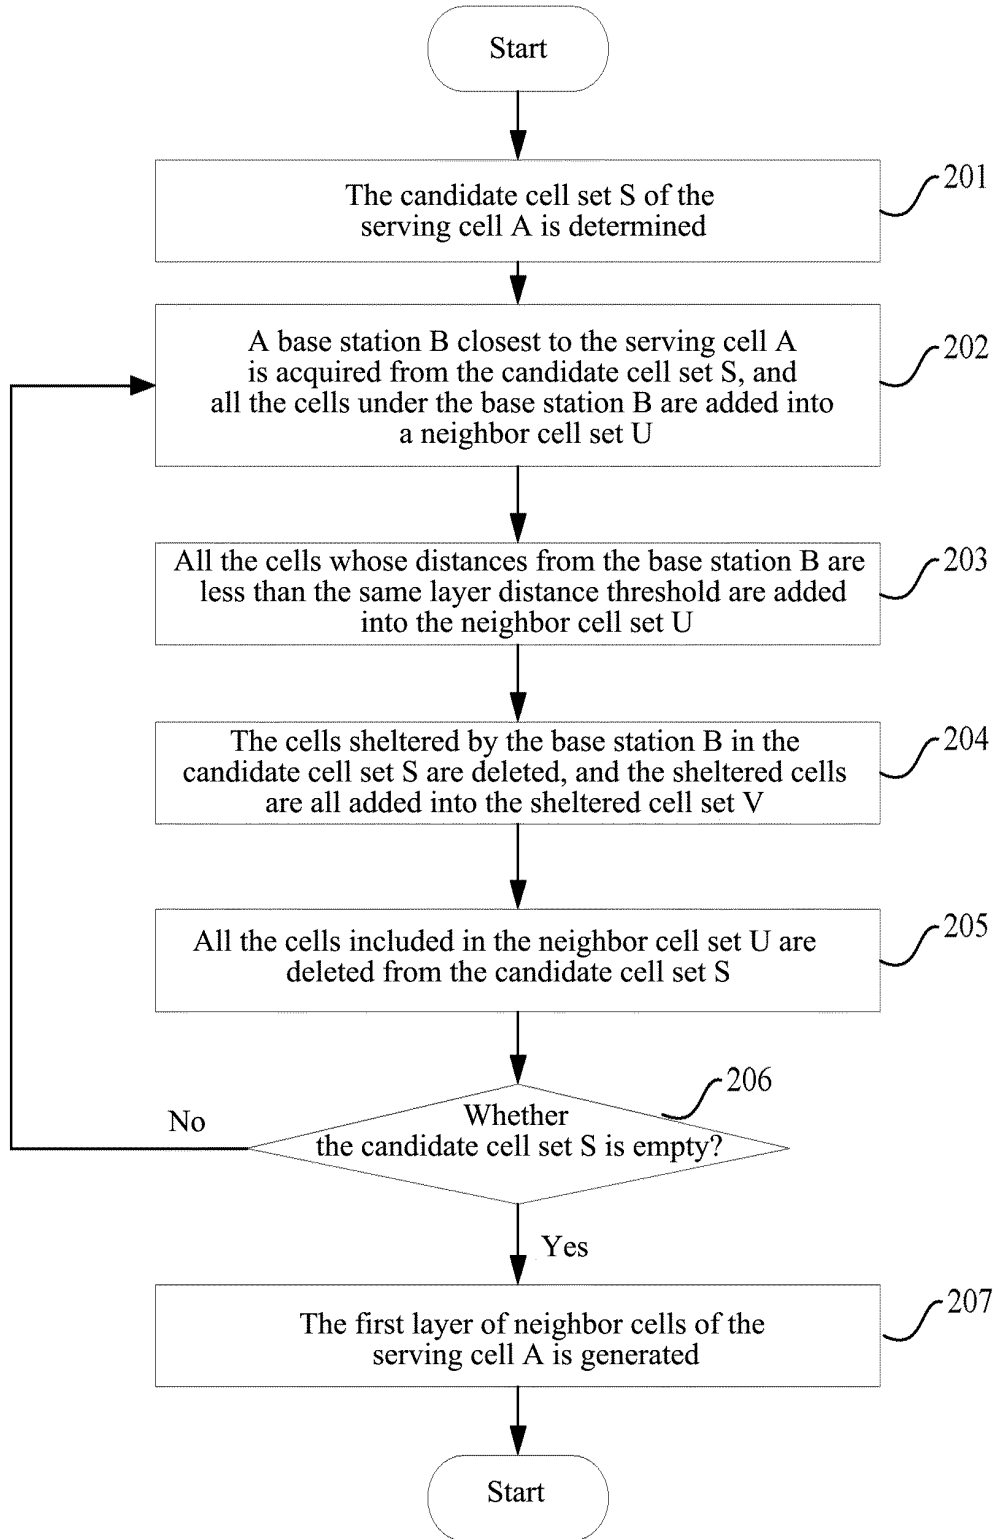 Start
The candidate cell set S of the
serving cell A is determined
201
A base station B closest to the serving cell A
is acquired from the candidate cell set S, and
all the cells under the base station B are added into
a neighbor cell set U
202
All the cells whose distances from the base station B are
less than the same layer distance threshold are added
into the neighbor cell set U
203
The cells sheltered by the base station B in the
candidate cell set S are deleted, and the sheltered cells
are all added into the sheltered cell set V
204
All the cells included in the neighbor cell set U are
deleted from the candidate cell set S
205
206
Whether
the candidate cell set S is empty?
No
Yes
The first layer of neighbor cells of the
serving cell A is generated
207
Start